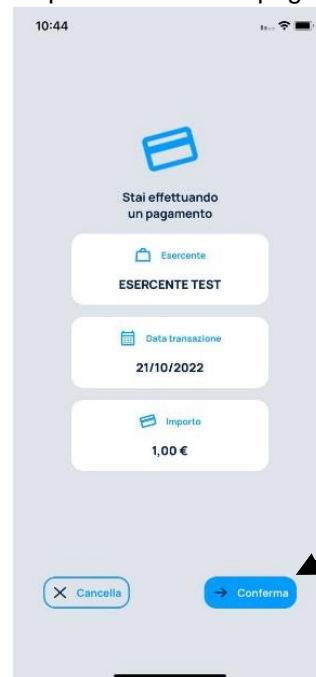 10:44
Stai effettuando
un pagamento
Esercente
ESERCENTE TEST
Data transazione
21/10/2022
Importo
1,00 €
Cancella
Conferma